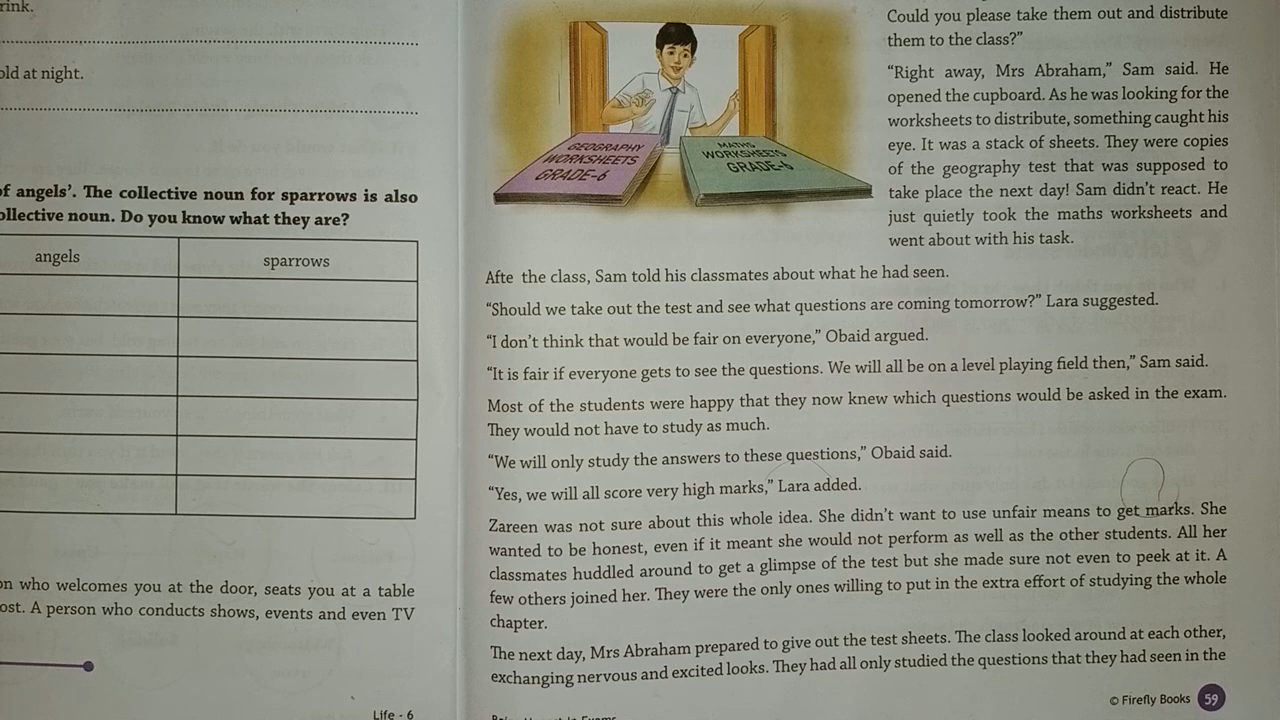 rink.
old at night.
of angels’. The collective noun for sparrows is also
ollective noun. Do you know what they are?
angels
sparrows
on who welcomes you at the door, seats you at a table
ost. A person who conducts shows, events and even TV
Life - 6
GEOGRAPHY
WORKSHEETS
GRADE-6
MATHS
WORKSHEETS
GRADE-6
Could you please take them out and distribute
them to the class?”
“Right away, Mrs Abraham,” Sam said. He
opened the cupboard. As he was looking for the
worksheets to distribute, something caught his
eye. It was a stack of sheets. They were copies
of the geography test that was supposed to
take place the next day! Sam didn’t react. He
just quietly took the maths worksheets and
went about with his task.
Afte the class, Sam told his classmates about what he had seen.
“Should we take out the test and see what questions are coming tomorrow?” Lara suggested.
“I don’t think that would be fair on everyone,” Obaid argued.
“It is fair if everyone gets to see the questions. We will all be on a level playing field then,” Sam said.
Most of the students were happy that they now knew which questions would be asked in the exam.
They would not have to study as much.
“We will only study the answers to these questions,” Obaid said.
“Yes, we will all score very high marks,” Lara added.
Zareen was not sure about this whole idea. She didn’t want to use unfair means to get marks. She
wanted to be honest, even if it meant she would not perform as well as the other students. All her
classmates huddled around to get a glimpse of the test but she made sure not even to peek at it. A
few others joined her. They were the only ones willing to put in the extra effort of studying the whole
chapter.
The next day, Mrs Abraham prepared to give out the test sheets. The class looked around at each other,
exchanging nervous and excited looks. They had all only studied the questions that they had seen in the
© Firefly Books 59